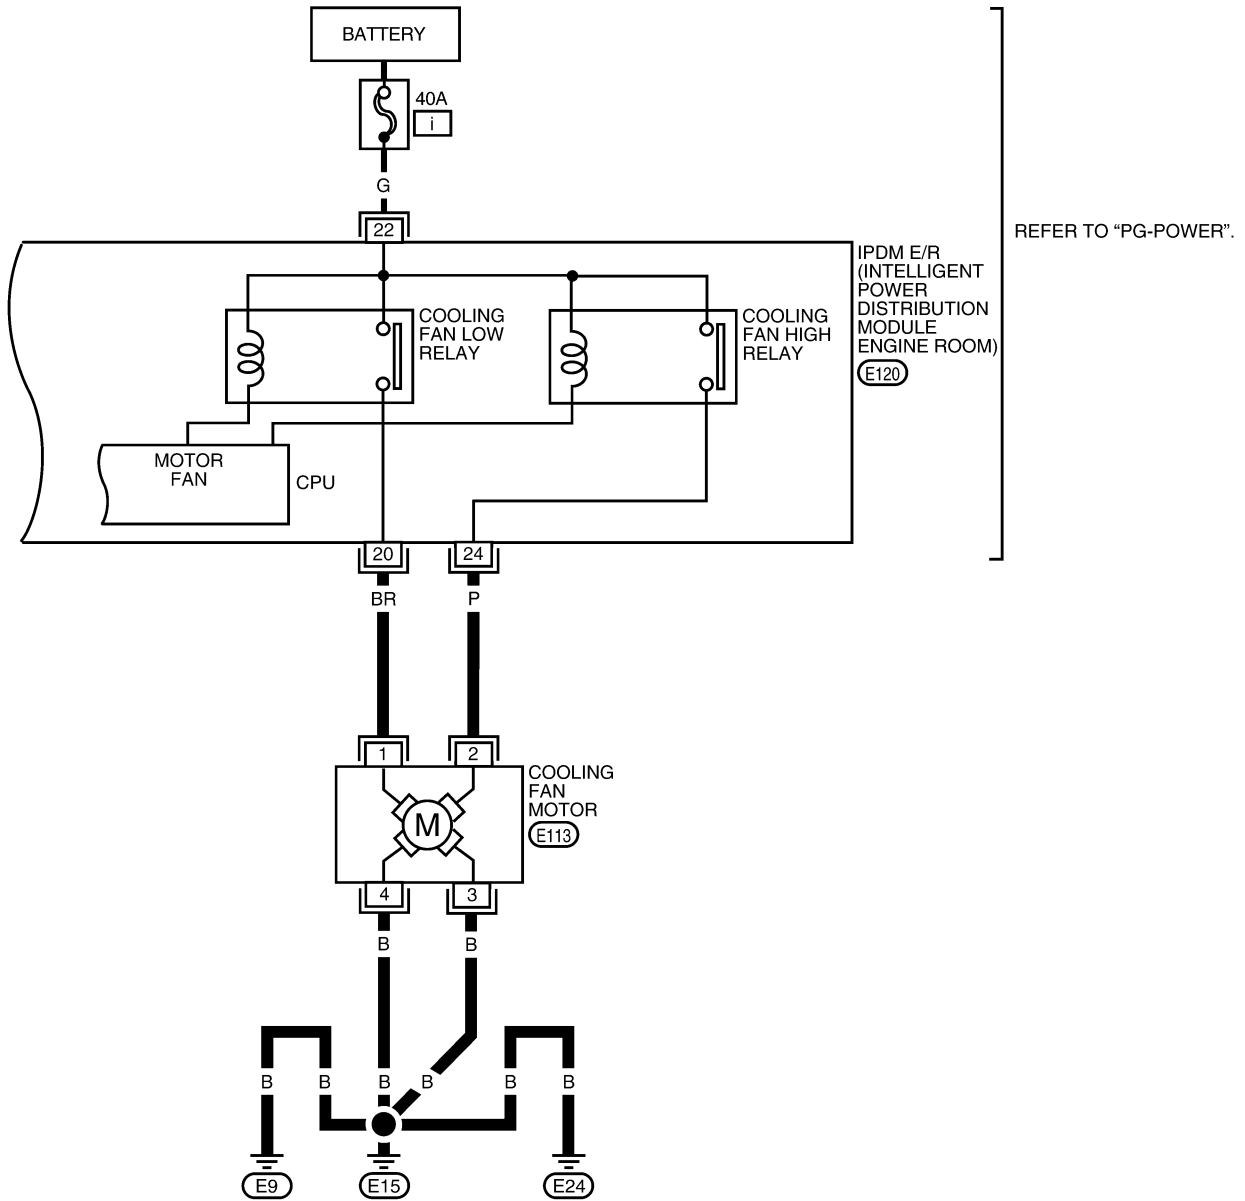 BATTERY
40A
i
G
22
REFER TO “PG-POWER”.
IPDM E/R
(INTELLIGENT
POWER
DISTRIBUTION
MODULE
ENGINE ROOM)
E120
COOLING
FAN LOW
RELAY
COOLING
FAN HIGH
RELAY
MOTOR
FAN
CPU
20
24
BR
P
1
2
COOLING
FAN
MOTOR
E113
M
4
3
B
B
B
B
B
B
B
B
E9
E15
E24